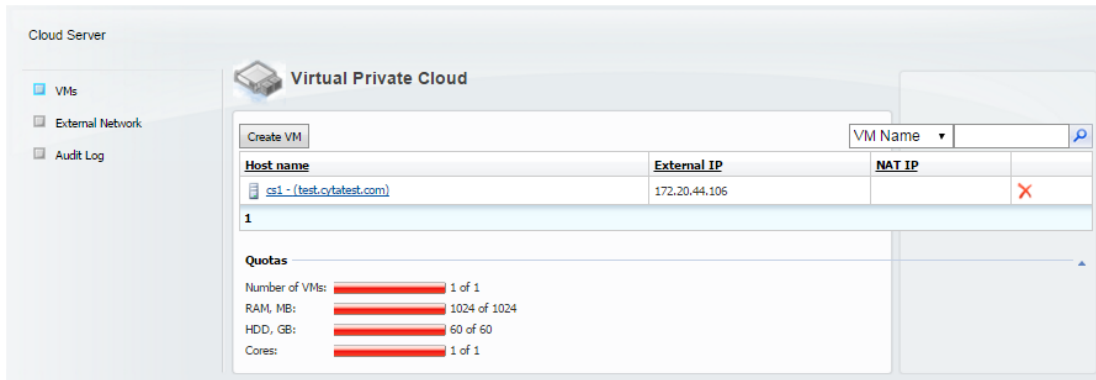 Cloud Server
VMs
External Network
Audit Log
Virtual Private Cloud
Create VM
VM Name
Host name External IP NAT IP
cs1 - (test.cytatest.com) 172.20.44.106
1
Quotas
Number of VMs: 1 of 1
RAM, MB: 1024 of 1024
HDD, GB: 60 of 60
Cores: 1 of 1